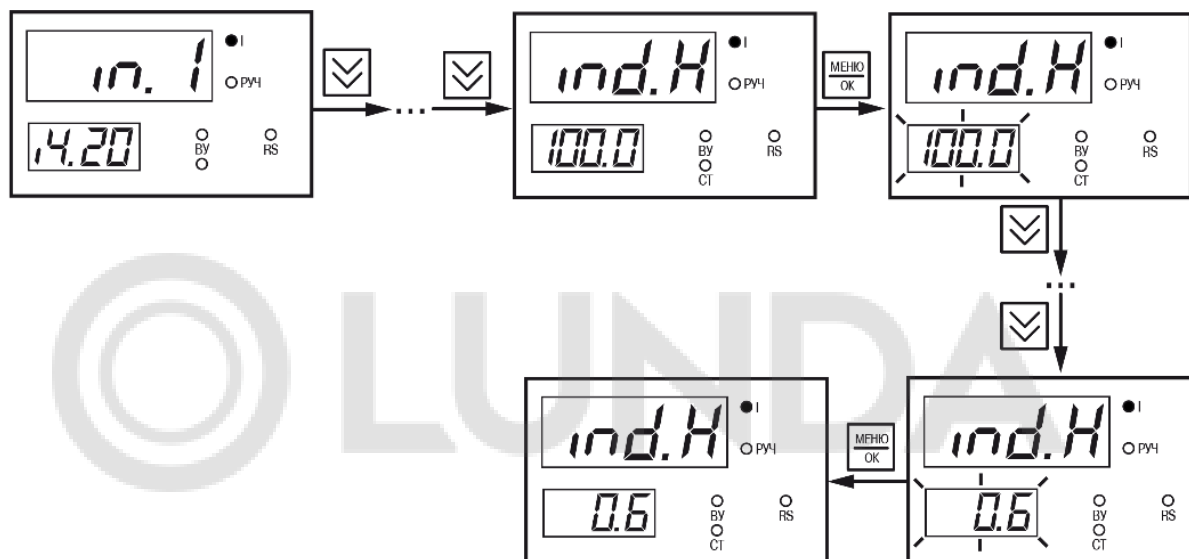 in. 1
I
РУЧ
i4.20
ВУ
RS
...
ind.H
I
РУЧ
100.0
ВУ
СТ
RS
МЕНЮ
ОК
ind.H
I
РУЧ
100.0
ВУ
СТ
RS
...
LUNDA
ind.H
I
РУЧ
0.6
ВУ
СТ
RS
МЕНЮ
ОК
ind.H
I
РУЧ
0.6
ВУ
СТ
RS